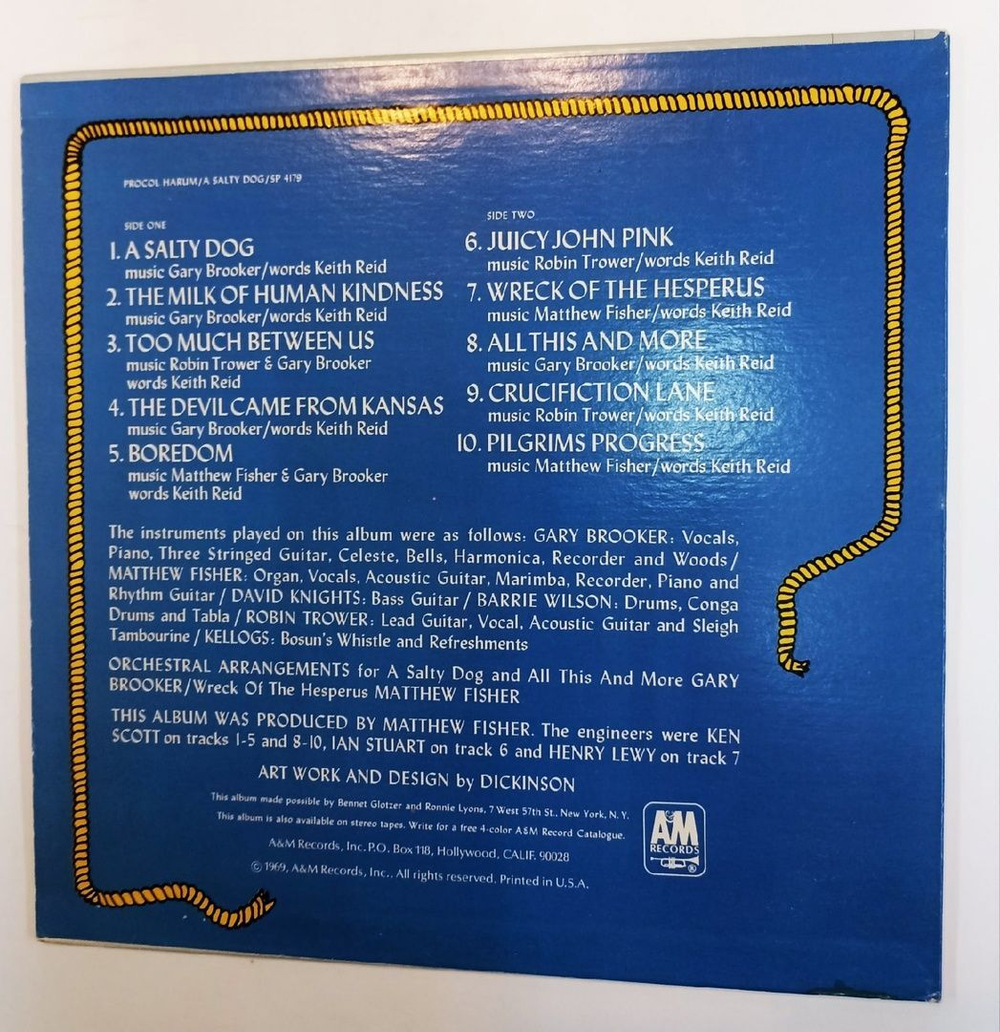 PROCOL HARUM/A SALTY DOG/SP 4179
SIDE ONE
1. A SALTY DOG
music Gary Brooker/words Keith Reid
2. THE MILK OF HUMAN KINDNESS
music Gary Brooker/words Keith Reid
3. TOO MUCH BETWEEN US
music Robin Trower & Gary Brooker
words Keith Reid
4. THE DEVIL CAME FROM KANSAS
music Gary Brooker/words Keith Reid
5. BOREDOM
music Matthew Fisher & Gary Brooker
words Keith Reid
SIDE TWO
6. JUICY JOHN PINK
music Robin Trower/words Keith Reid
7. WRECK OF THE HESPERUS
music Matthew Fisher/words Keith Reid
8. ALL THIS AND MORE
music Gary Brooker/words Keith Reid
9. CRUCIFICTION LANE
music Robin Trower/words Keith Reid
10. PILGRIMS PROGRESS
music Matthew Fisher/words Keith Reid
The instruments played on this album were as follows: GARY BROOKER: Vocals,
Piano, Three Stringed Guitar, Celeste, Bells, Harmonica, Recorder and Woods/
MATTHEW FISHER: Organ, Vocals, Acoustic Guitar, Marimba, Recorder, Piano and
Rhythm Guitar / DAVID KNIGHTS: Bass Guitar / BARRIE WILSON: Drums, Conga
Drums and Tabla / ROBIN TROWER: Lead Guitar, Vocal, Acoustic Guitar and Sleigh
Tambourine / KELLOGS: Bosun's Whistle and Refreshments
ORCHESTRAL ARRANGEMENTS for A Salty Dog and All This And More GARY
BROOKER/Wreck Of The Hesperus MATTHEW FISHER
THIS ALBUM WAS PRODUCED BY MATTHEW FISHER. The engineers were KEN
SCOTT on tracks 1-5 and 8-10, IAN STUART on track 6 and HENRY LEWY on track 7
ART WORK AND DESIGN by DICKINSON
This album made possible by Bennet Glotzer and Ronnie Lyons, 7 West 57th St., New York, N. Y.
This album is also available on stereo tapes. Write for a free 4-color A&M Record Catalogue.
A&M Records, Inc. P.O. Box 118, Hollywood, CALIF. 90028
© 1969, A&M Records, Inc., All rights reserved. Printed in U.S.A.
A&M
RECORDS
®